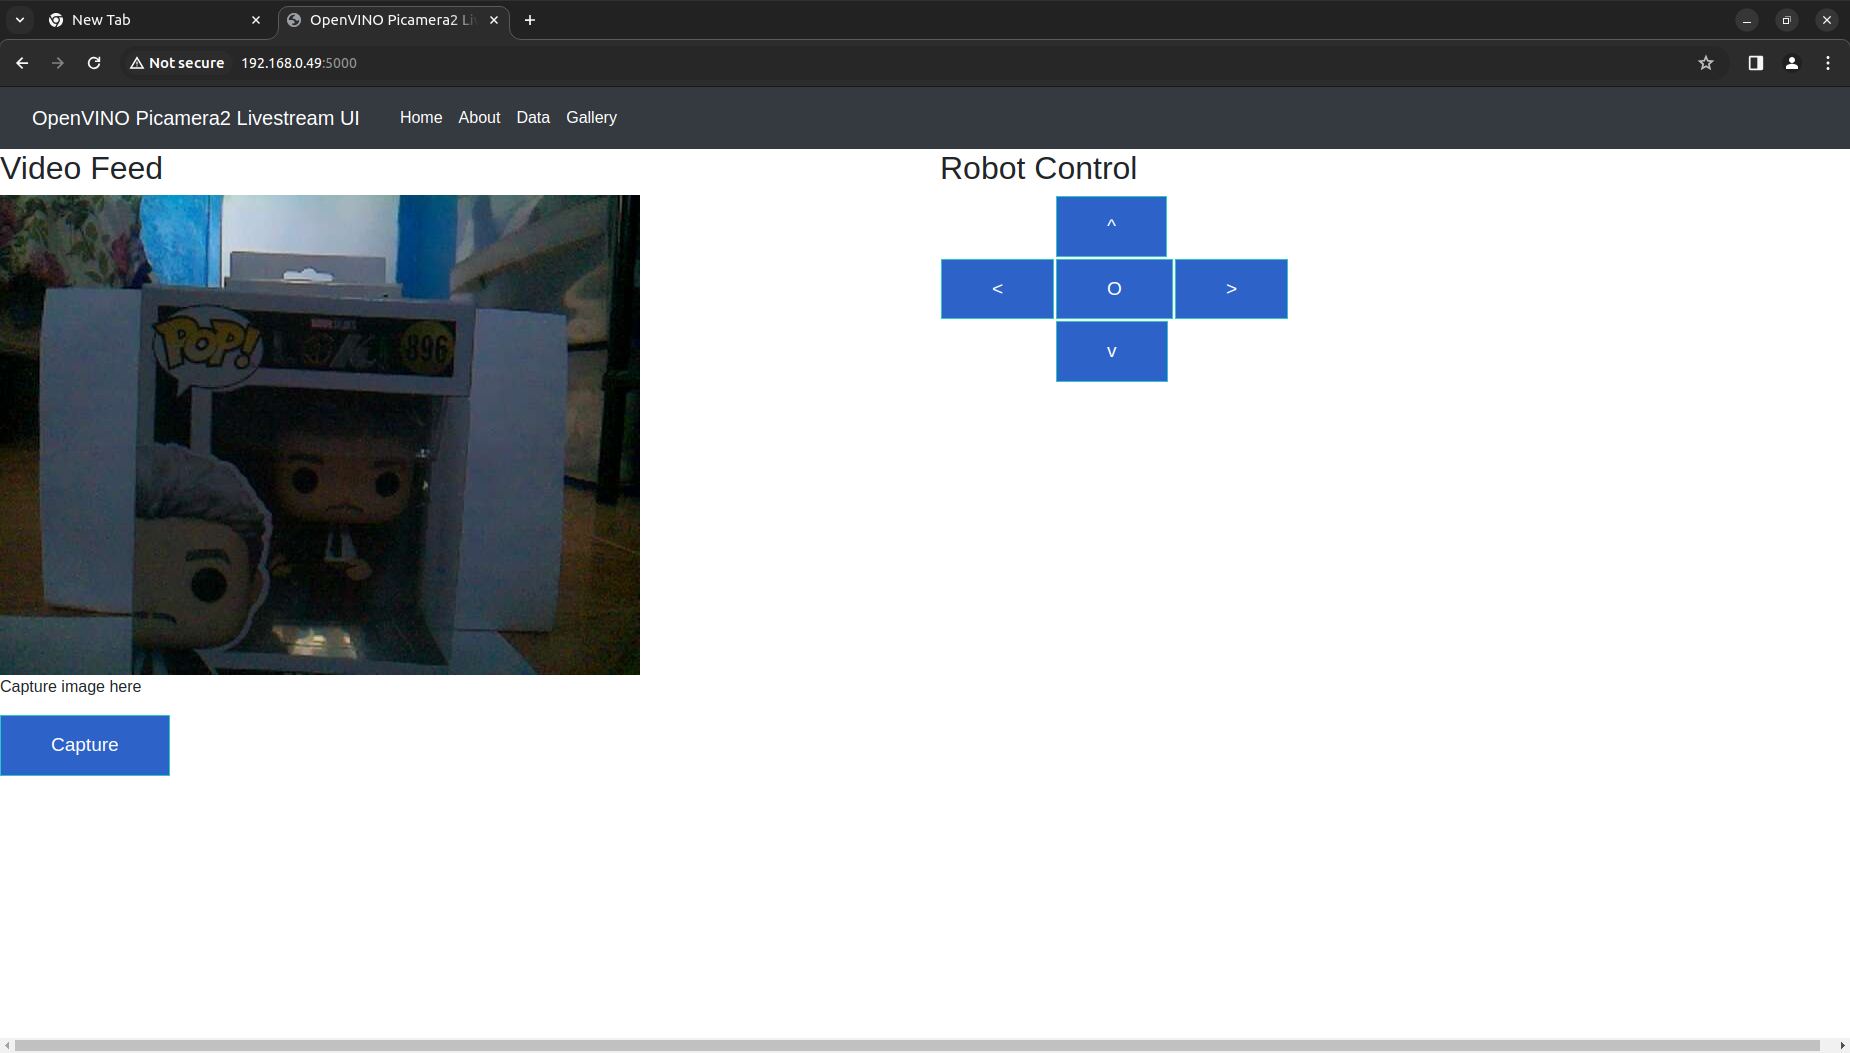 New Tab
OpenVINO Picamera2 Li
Not secure 192.168.0.49:5000
OpenVINO Picamera2 Livestream UI Home About Data Gallery
Video Feed
Robot Control
^
< O >
v
POP!
896
Capture image here
Capture